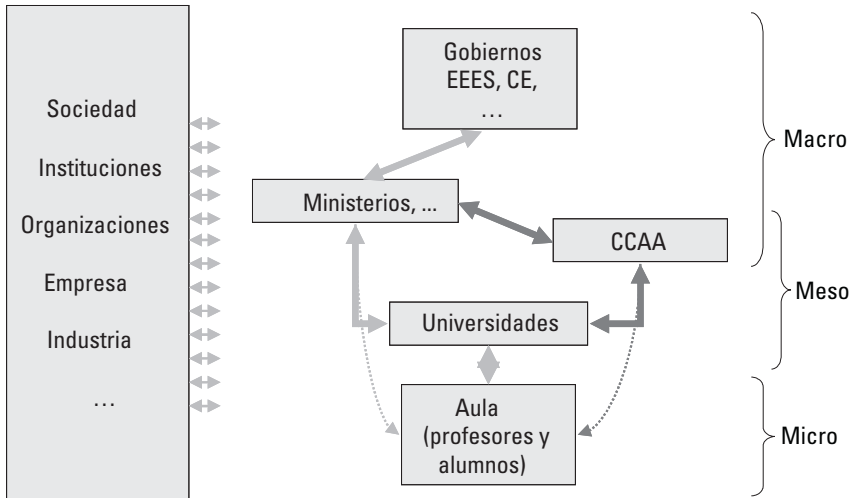 Sociedad
Instituciones
Organizaciones
Empresa
Industria
…
Gobiernos
EEES, CE,
…
Ministerios, ...
CCAA
Universidades
Aula
(profesores y
alumnos)
Macro
Meso
Micro